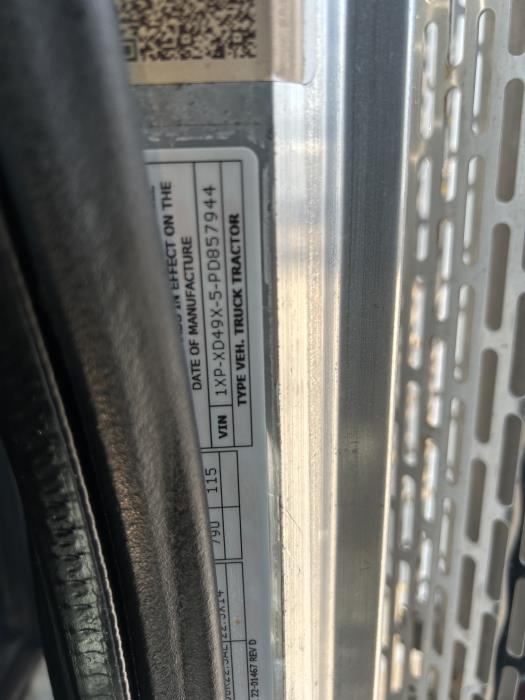 IN EFFECT ON THE
DATE OF MANUFACTURE
VIN 1XP-XD49X-5-PD857944
TYPE VEH. TRUCK TRACTOR
790 115
22-01467 REV D